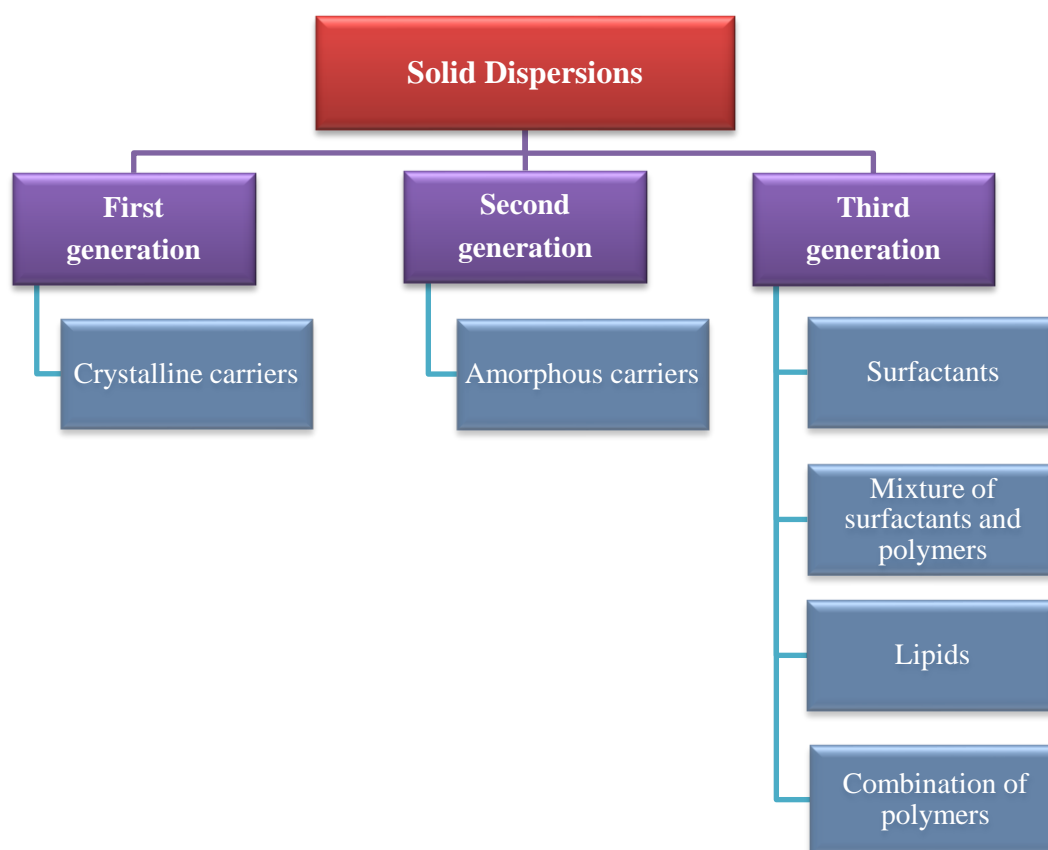 Solid Dispersions
First
generation
Second
generation
Third
generation
Crystalline carriers
Amorphous carriers
Surfactants
Mixture of
surfactants and
polymers
Lipids
Combination of
polymers